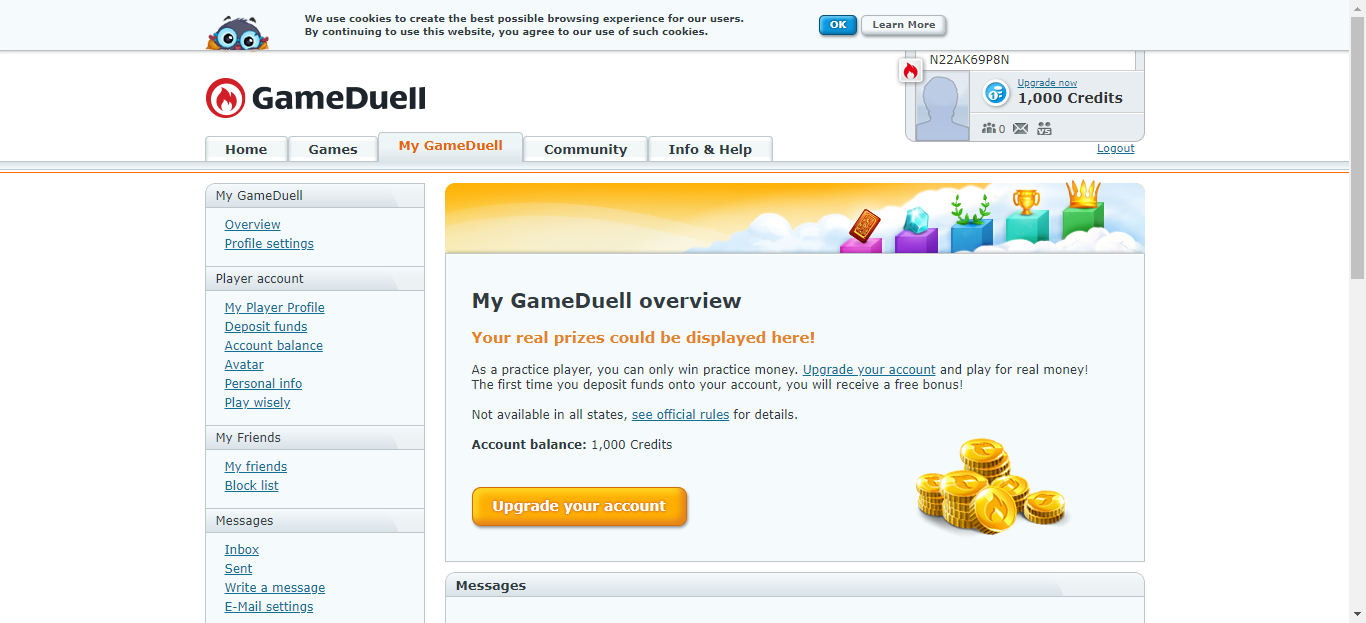 We use cookies to create the best possible browsing experience for our users.
By continuing to use this website, you agree to our use of such cookies.
OK
Learn More
N22AK69P8N
GameDuell
Upgrade now
1,000 Credits
0
VS
Logout
Home
Games
My GameDuell
Community
Info & Help
My GameDuell
Overview
Profile settings
Player account
My Player Profile
Deposit funds
Account balance
Avatar
Personal info
Play wisely
My Friends
My friends
Block list
Messages
Inbox
Sent
Write a message
E-Mail settings
My GameDuell overview
Your real prizes could be displayed here!
As a practice player, you can only win practice money. Upgrade your account and play for real money!
The first time you deposit funds onto your account, you will receive a free bonus!
Not available in all states, see official rules for details.
Account balance: 1,000 Credits
Upgrade your account
Messages